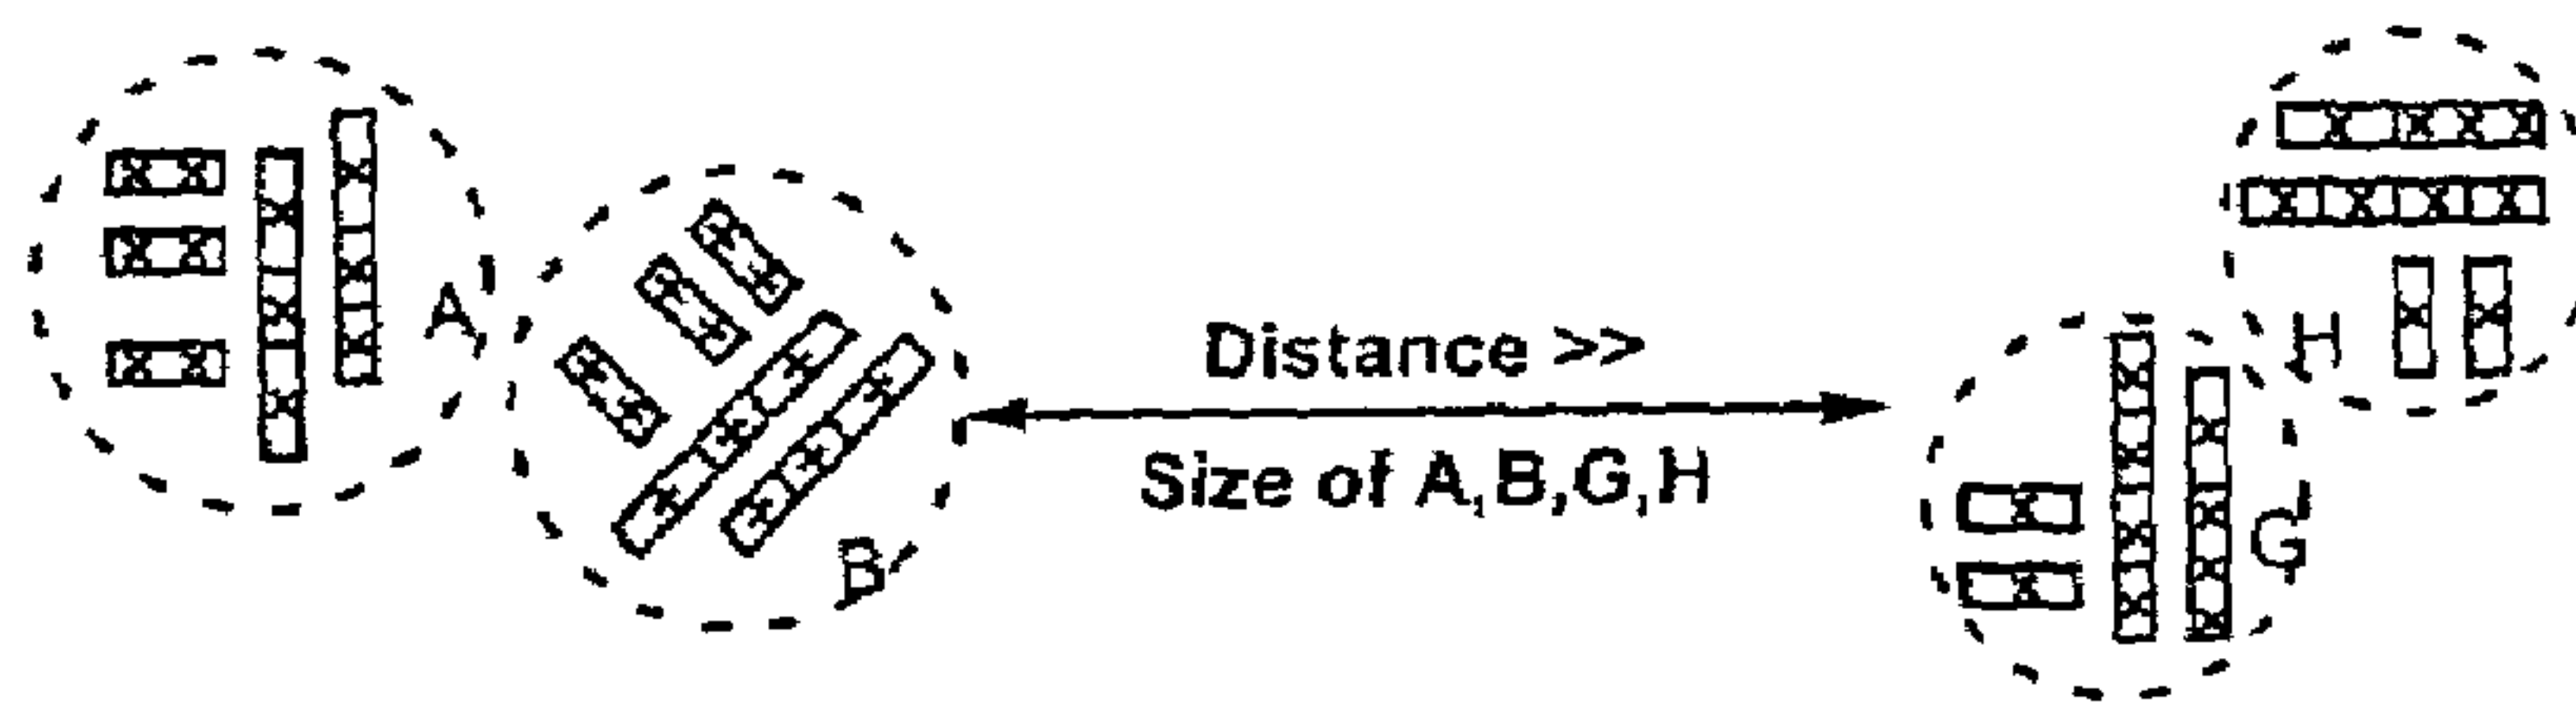 A
B
Distance >>
Size of A,B,G,H
H
G